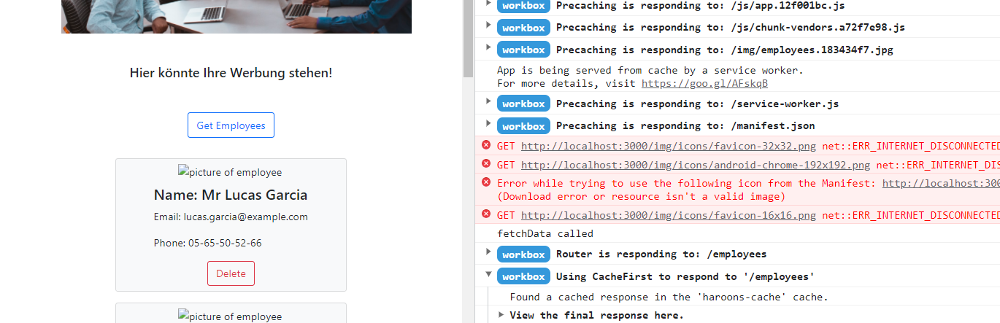 Hier könnte Ihre Werbung stehen!
Get Employees
picture of employee
Name: Mr Lucas Garcia
Email: lucas.garcia@example.com
Phone: 05-65-50-52-66
Delete
picture of employee
workbox Precaching is responding to: /js/app.12f001bc.js
workbox Precaching is responding to: /js/chunk-vendors.a72f7e98.js
workbox Precaching is responding to: /img/employees.183434f7.jpg
App is being served from cache by a service worker.
For more details, visit https://goo.gl/AFskqB
workbox Precaching is responding to: /service-worker.js
workbox Precaching is responding to: /manifest.json
GET http://localhost:3000/img/icons/favicon-32x32.png net::ERR_INTERNET_DISCONNECTED
GET http://localhost:3000/img/icons/android-chrome-192x192.png net::ERR_
Error while trying to use the following icon from the Manifest: http://localhost:300
(Download error or resource isn't a valid image)
GET http://localhost:3000/img/icons/favicon-16x16.png net::ERR_INTERNET_DISCONNECTED
fetchData called
workbox Router is responding to: /employees
workbox Using CacheFirst to respond to '/employees'
Found a cached response in the 'haroons-cache' cache.
View the final response here.